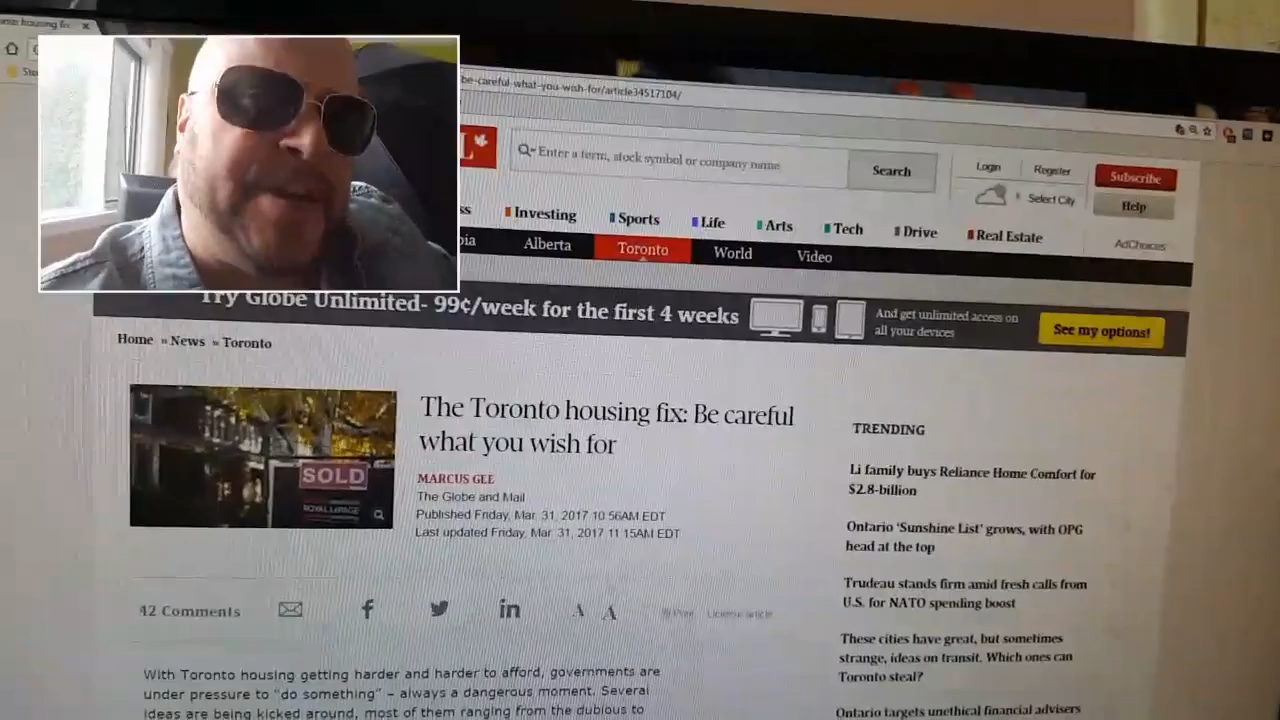 be-careful-what-you-wish-for/article34517104/
Enter a term, stock symbol or company name
Search
Login
Register
Select City
Subscribe
Help
Investing
Sports
Life
Arts
Tech
Drive
Real Estate
Alberta
Toronto
World
Video
AdChoices
Try Globe Unlimited- 99¢/week for the first 4 weeks
And get unlimited access on
all your devices
See my options!
Home » News » Toronto
SOLD
ROYAL LEPAGE
The Toronto housing fix: Be careful
what you wish for
MARCUS GEE
The Globe and Mail
Published Friday, Mar. 31, 2017 10 56AM EDT
Last updated Friday, Mar. 31, 2017 11 15AM EDT
42 Comments
A A
Print
License article
With Toronto housing getting harder and harder to afford, governments are
under pressure to "do something" – always a dangerous moment. Several
ideas are being kicked around, most of them ranging from the dubious to
TRENDING
Li family buys Reliance Home Comfort for
$2.8-billion
Ontario 'Sunshine List' grows, with OPG
head at the top
Trudeau stands firm amid fresh calls from
U.S. for NATO spending boost
These cities have great, but sometimes
strange, ideas on transit. Which ones can
Toronto steal?
Ontario targets unethical financial advisers